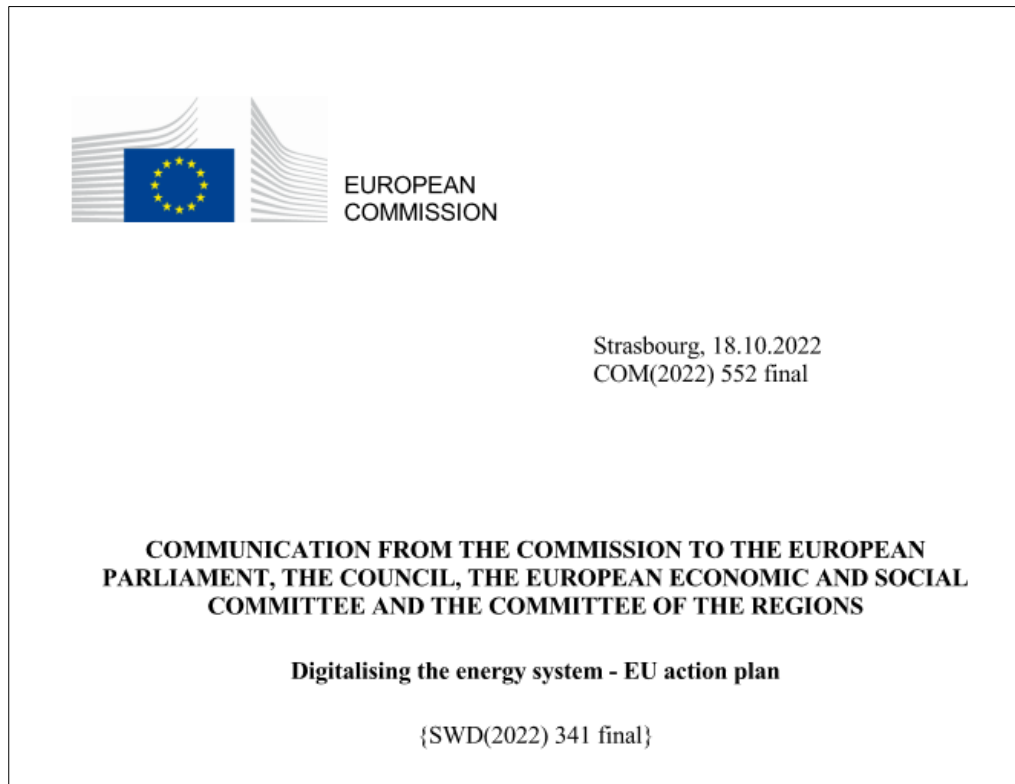 EUROPEAN
COMMISSION
Strasbourg, 18.10.2022
COM(2022) 552 final
COMMUNICATION FROM THE COMMISSION TO THE EUROPEAN
PARLIAMENT, THE COUNCIL, THE EUROPEAN ECONOMIC AND SOCIAL
COMMITTEE AND THE COMMITTEE OF THE REGIONS
Digitalising the energy system - EU action plan
{SWD(2022) 341 final}